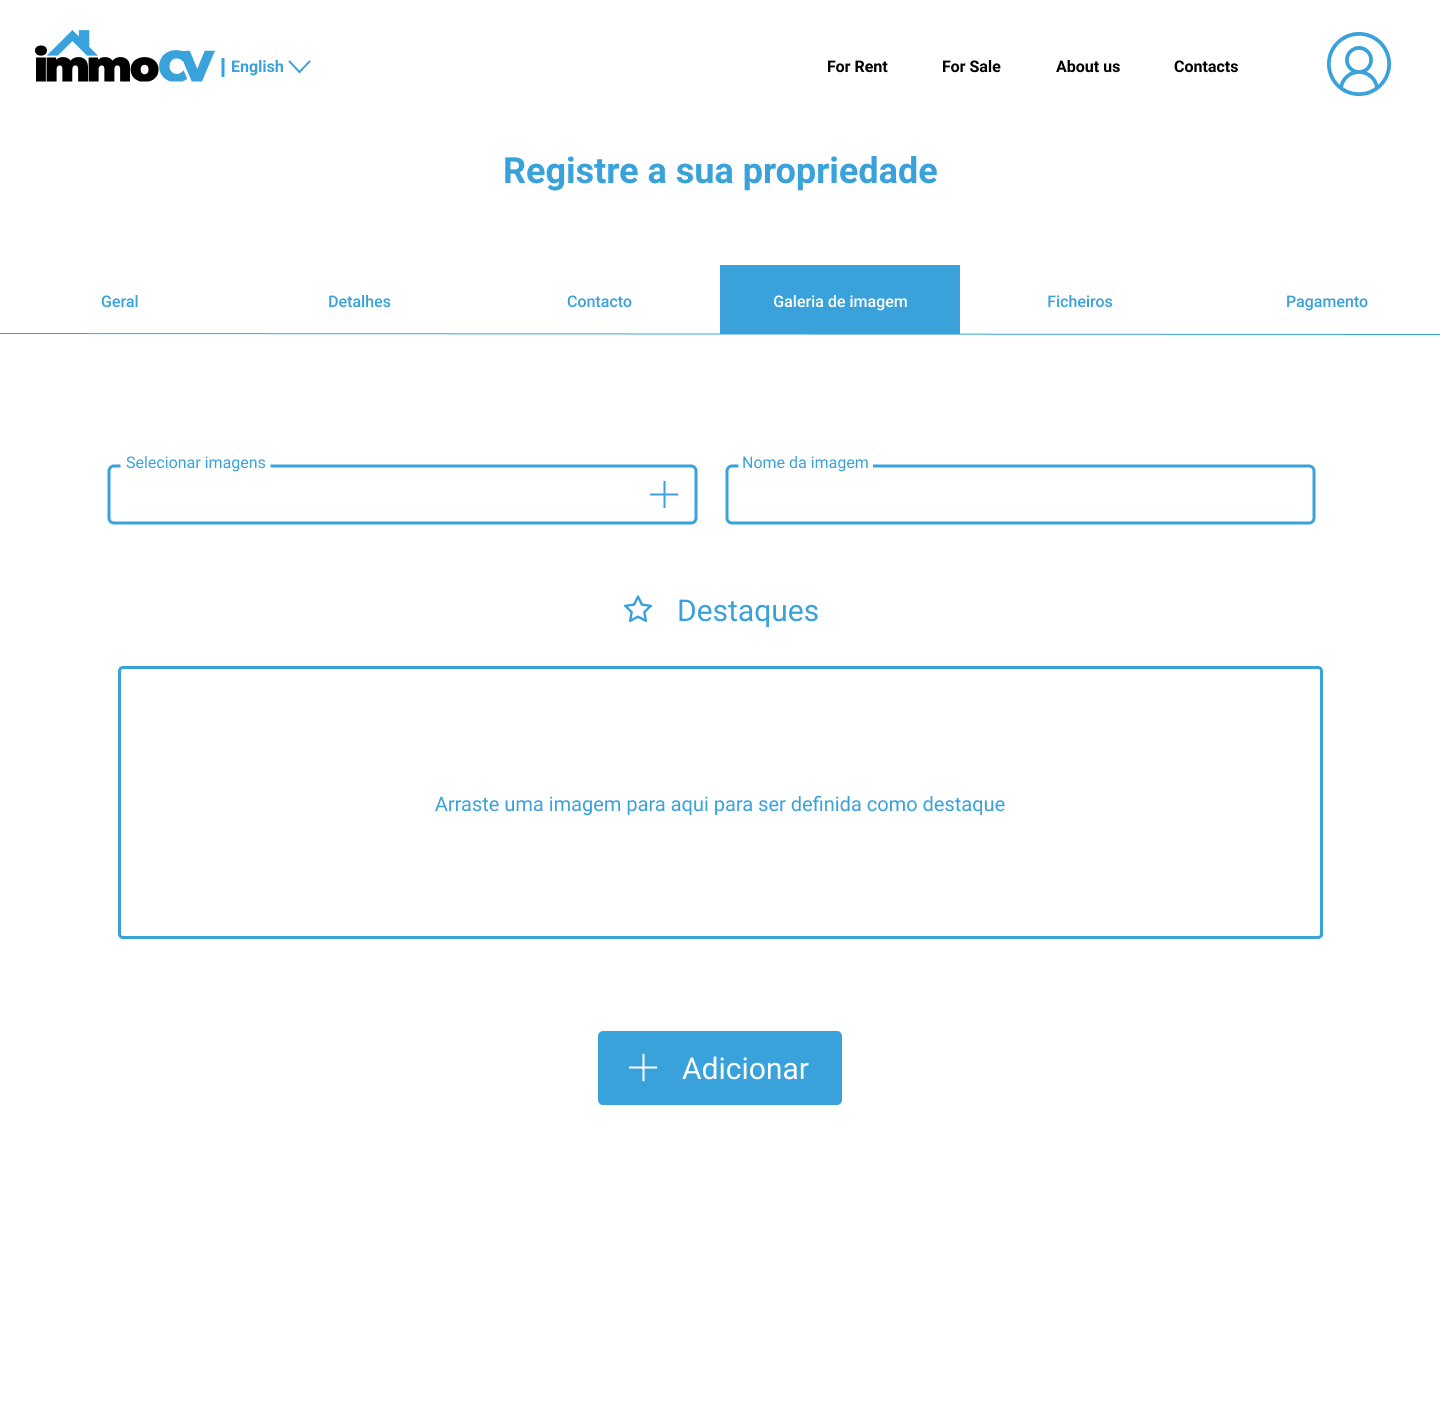 immoCV | English
For Rent For Sale About us Contacts
Registre a sua propriedade
Geral Detalhes Contacto Galeria de imagem Ficheiros Pagamento
Selecionar imagens Nome da imagem
Destaques
Arraste uma imagem para aqui para ser definida como destaque
Adicionar